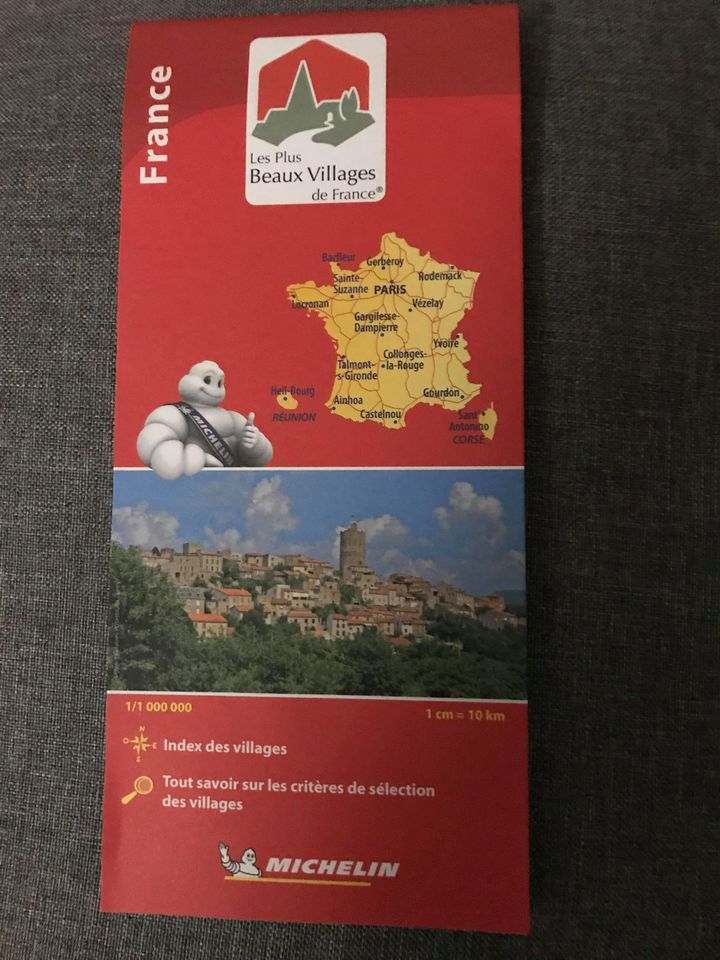 France
Les Plus
Beaux Villages
de France®
Barfleur
Gerberoy
Rodemack
Sainte-
Suzanne
PARIS
Locronan
Vézelay
Gargilesse-
Dampierre
Yvoire
Collonges-
la-Rouge
Talmont-
s-Gironde
Hell-Bourg
RÉUNION
Ainhoa
Gourdon
Castelnou
Sant'
Antonino
CORSE
MICHELIN
1/1 000 000
1 cm = 10 km
N
O
E
S
Index des villages
Tout savoir sur les critères de sélection
des villages
MICHELIN